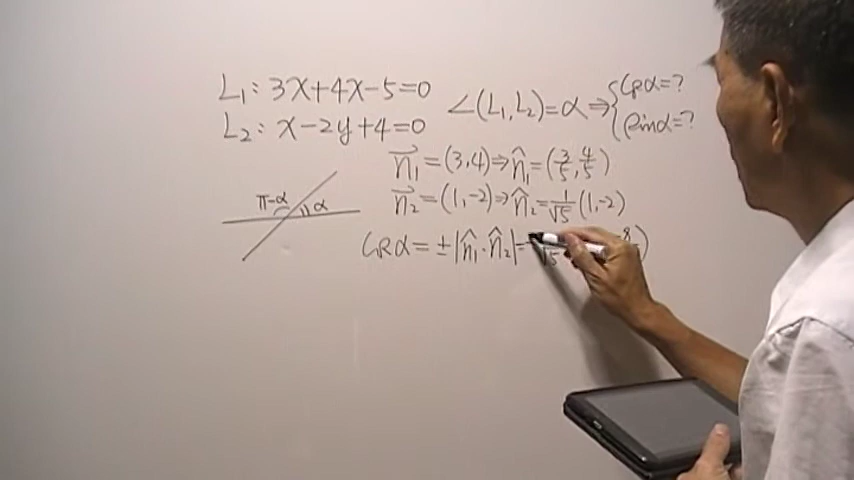 L₁: 3x+4x-5=0
L₂: x-2y+4=0
∠(L₁,L₂)=α⇒{cosα=?
sinα=?
n⃗₁=(3,4)⇒n̂₁=(3/5,4/5)
n⃗₂=(1,-2)⇒n̂₂=1/√5(1,-2)
π-α α
cosα=±|n̂₁·n̂₂|=